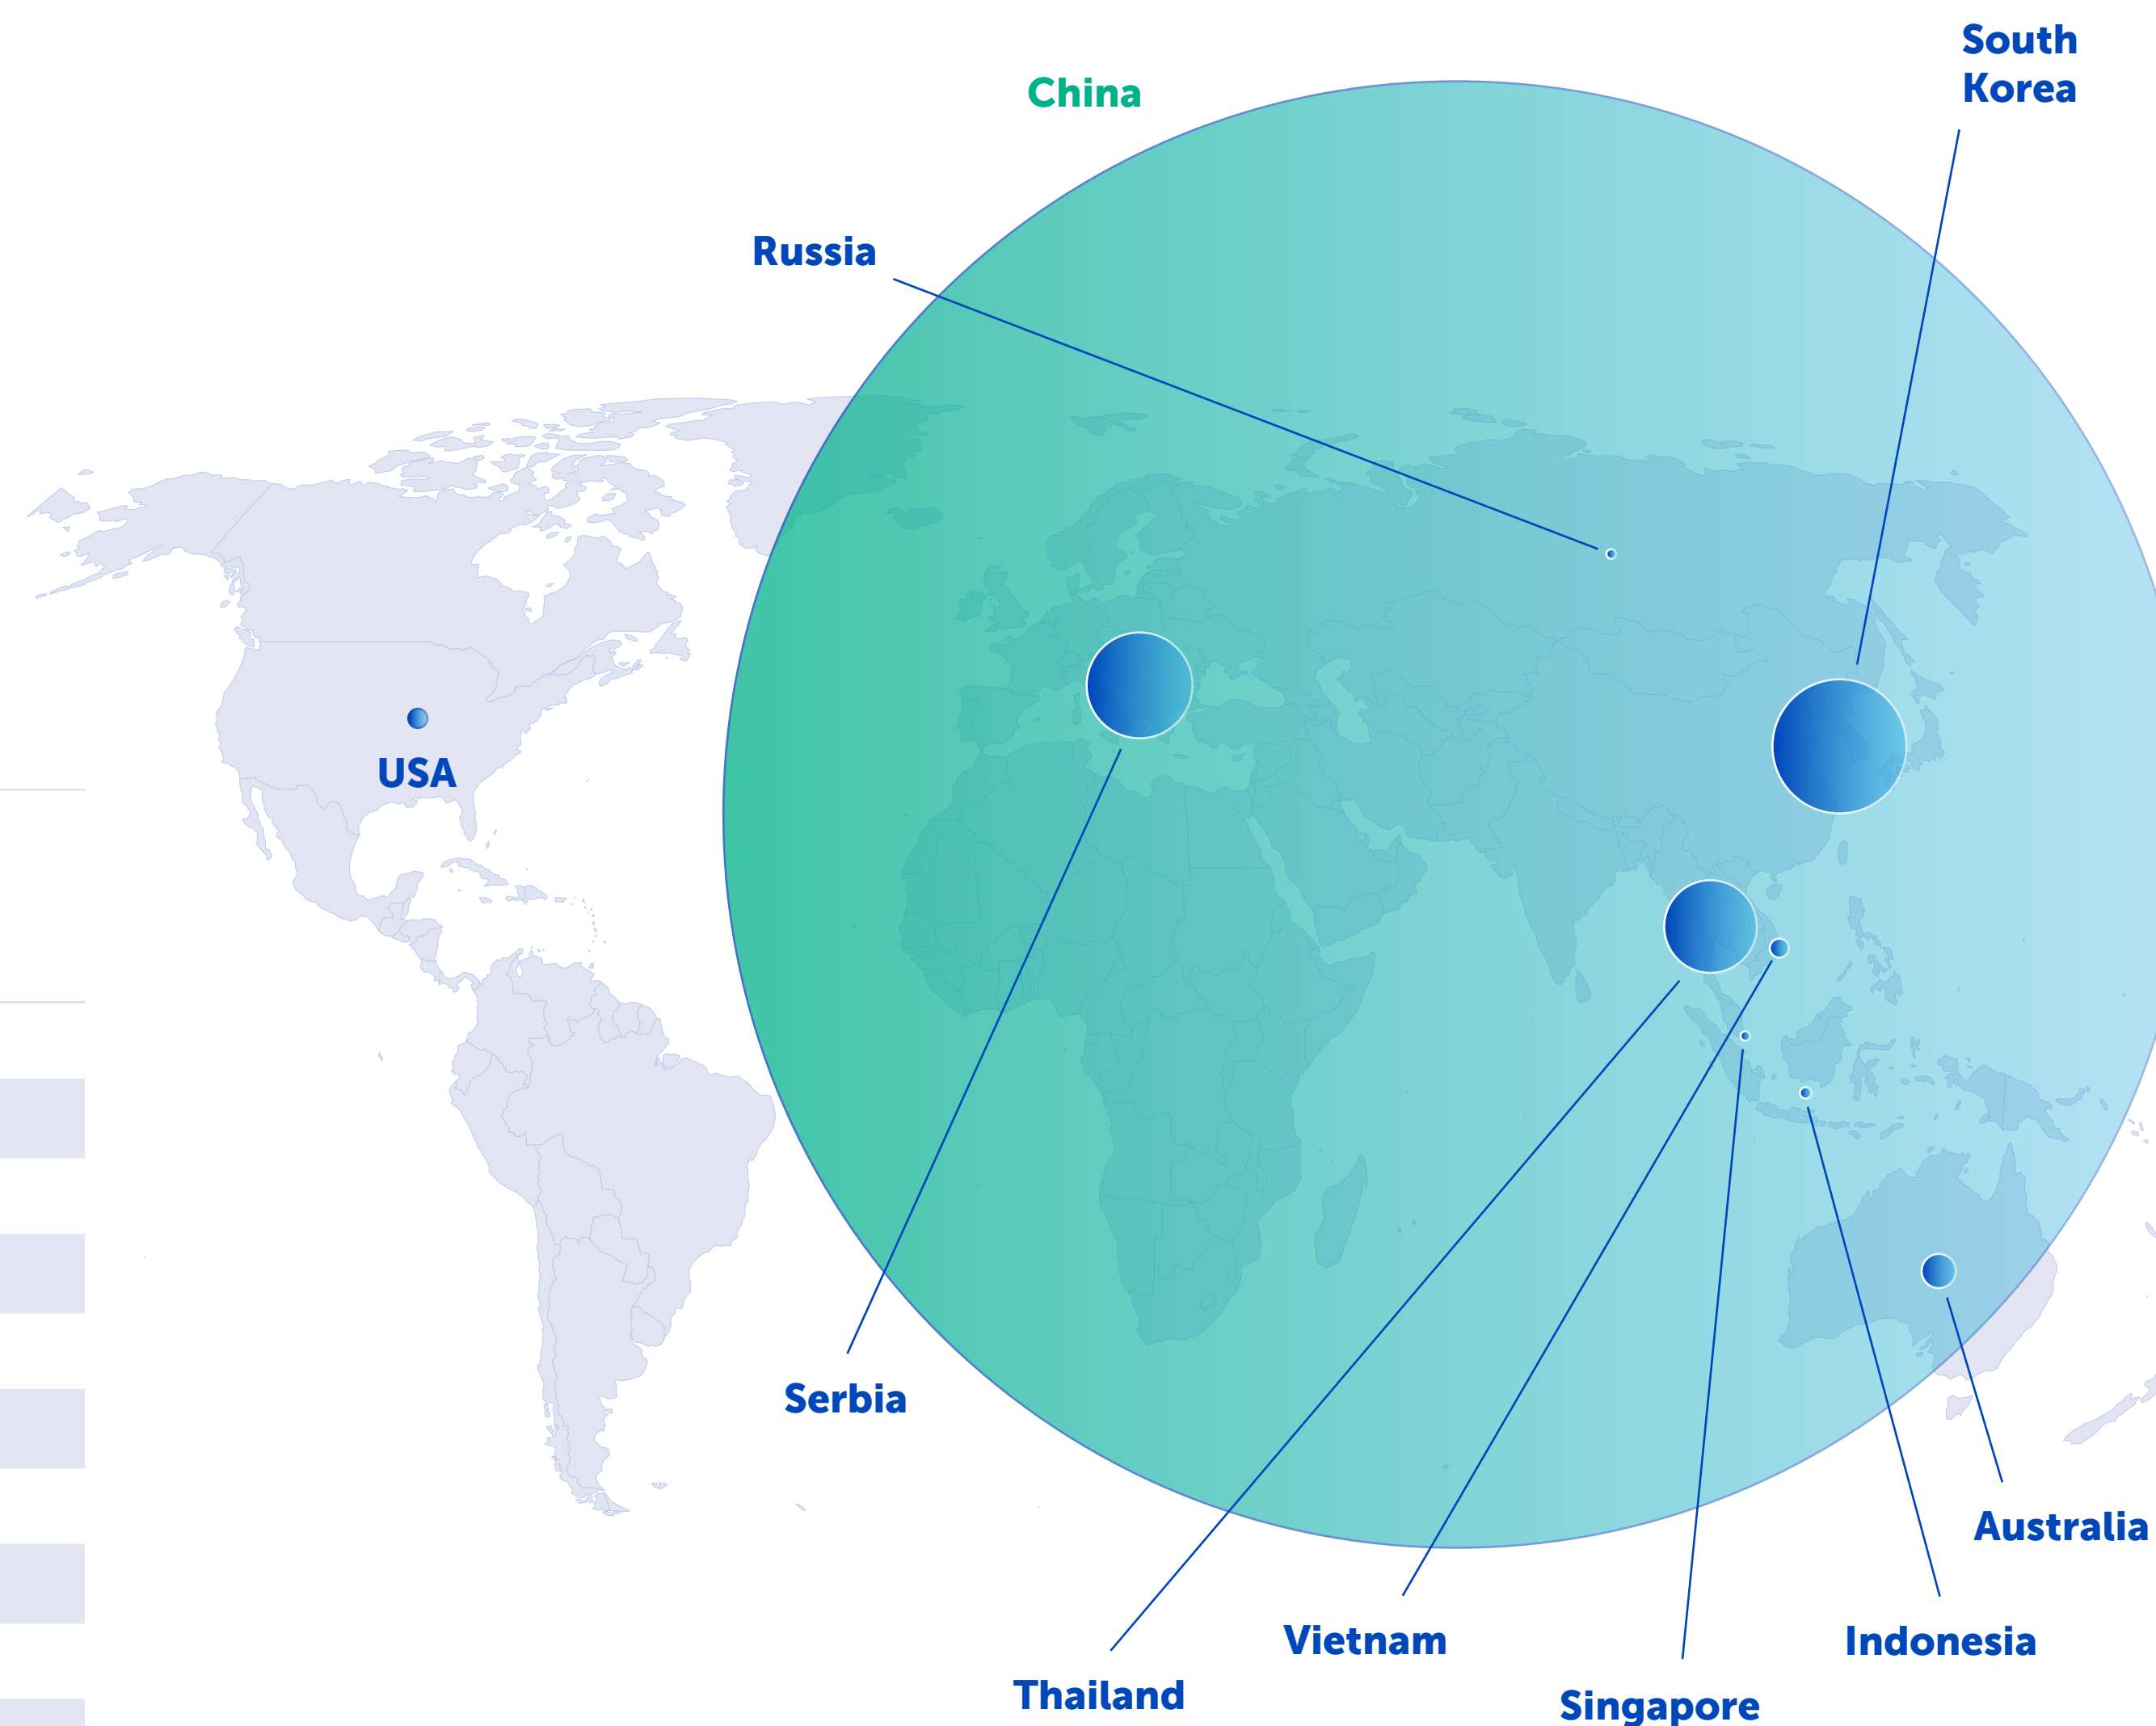 South
Korea
China
Russia
USA
Serbia
Australia
Vietnam
Indonesia
Thailand
Singapore